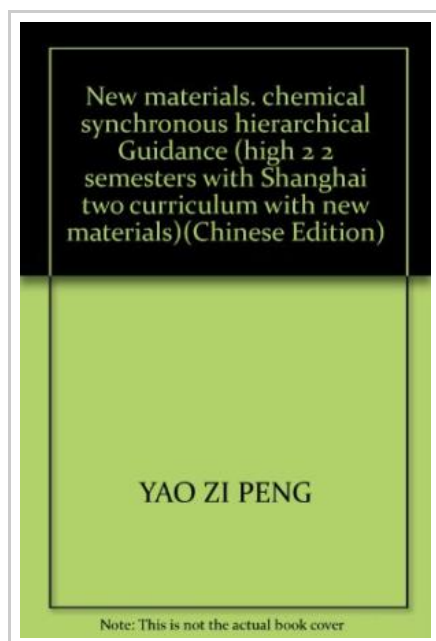 New materials. chemical
synchronous hierarchical
Guidance (high 2 2
semesters with Shanghai
two curriculum with new
materials)(Chinese Edition)
YAO ZI PENG
Note: This is not the actual book cover